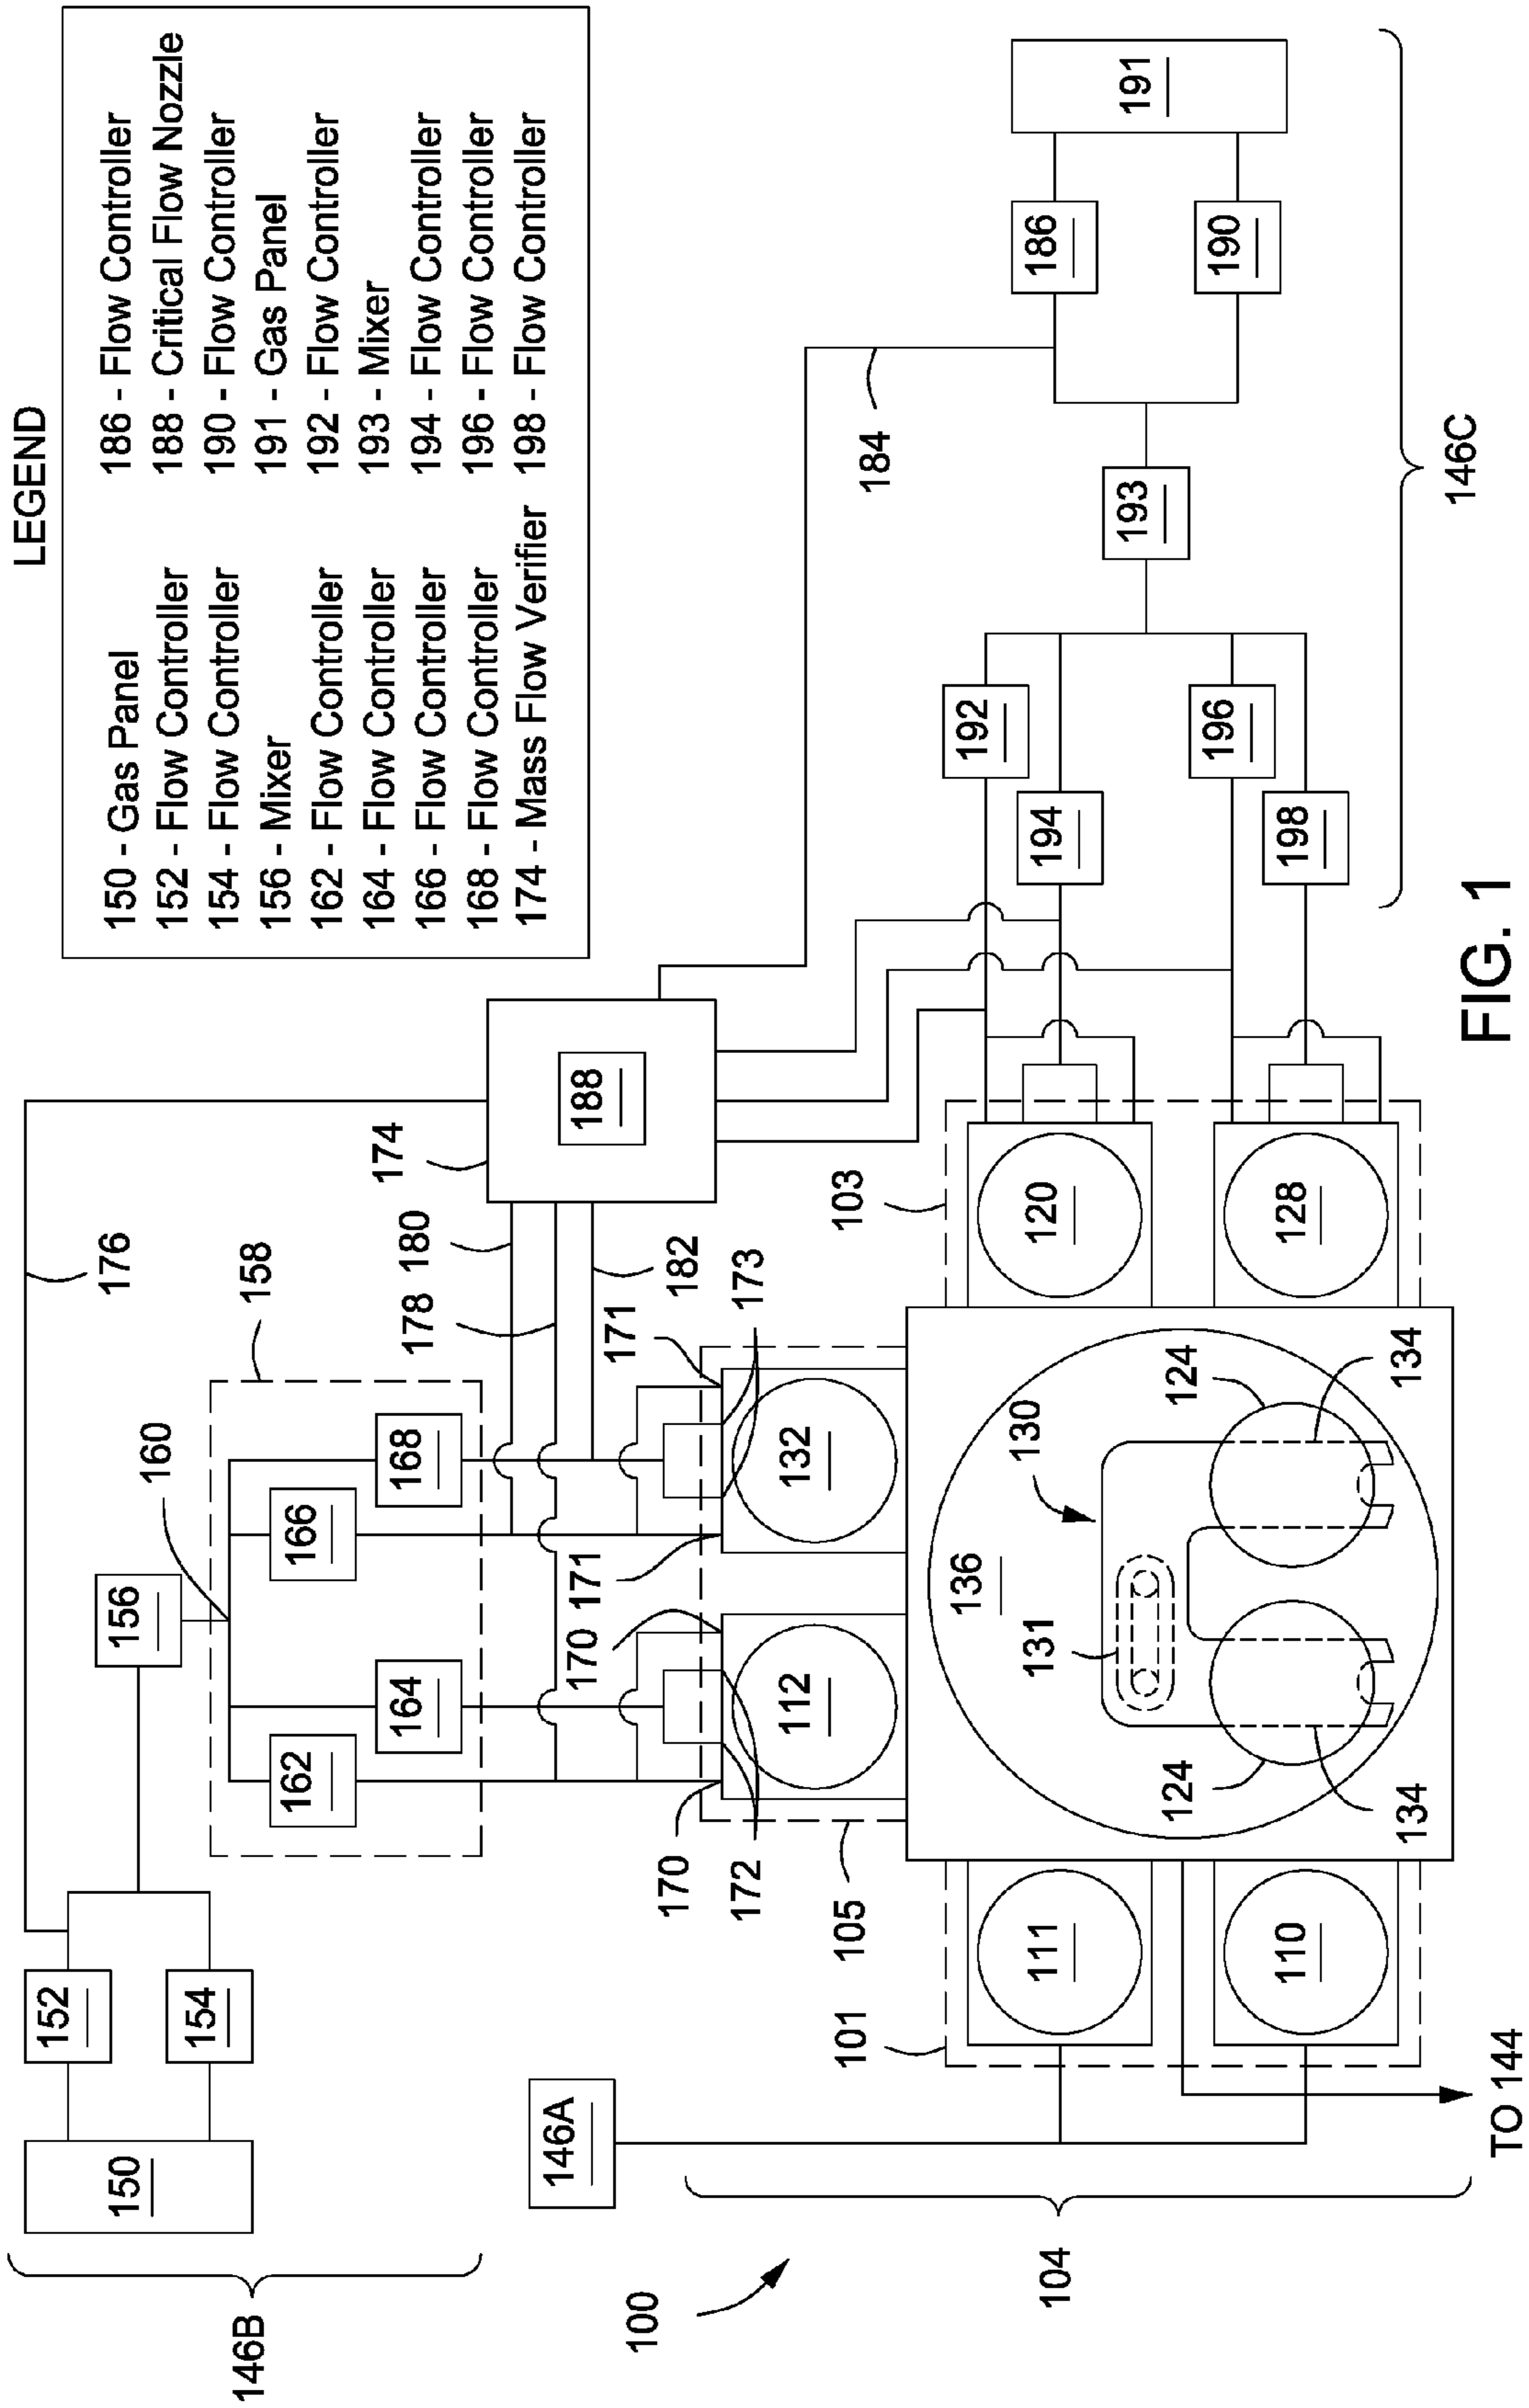 LEGEND
150 - Gas Panel
152 - Flow Controller
154 - Flow Controller
156 - Mixer
162 - Flow Controller
164 - Flow Controller
166 - Flow Controller
168 - Flow Controller
174 - Mass Flow Verifier
186 - Flow Controller
188 - Critical Flow Nozzle
190 - Flow Controller
191 - Gas Panel
192 - Flow Controller
193 - Mixer
194 - Flow Controller
196 - Flow Controller
198 - Flow Controller
146B
150
152
154
176
156
160
158
162
164
166
168
174
188
180
178
182
171
173
171
170
170
172
105
112
132
103
184
186
190
191
193
192
194
196
198
146C
120
128
146A
101
111
110
136
130
131
124
124
134
134
100
104
TO 144
FIG. 1